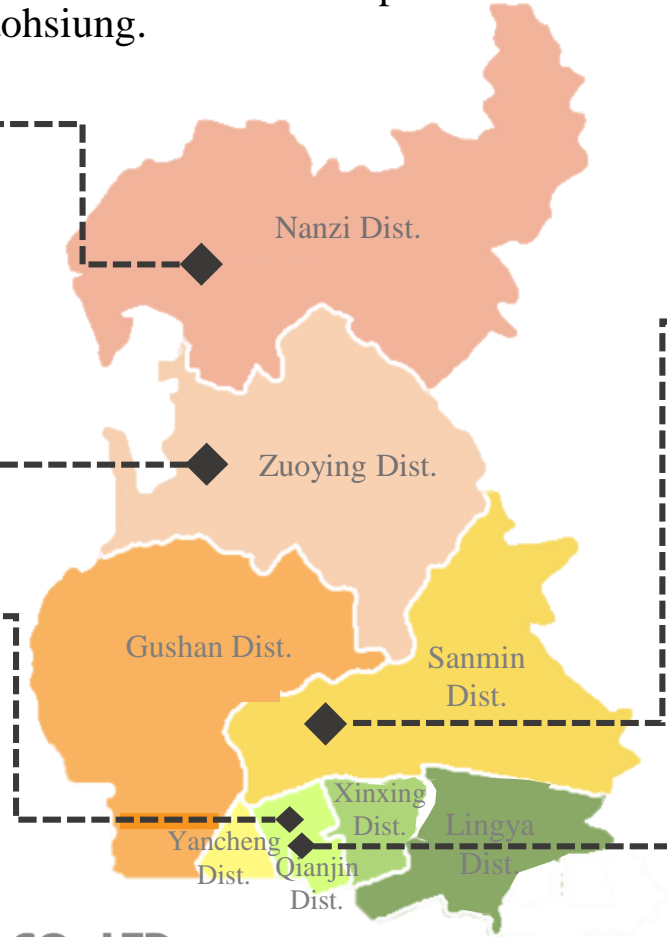 ohsiung.
Nanzi Dist.
Zuoying Dist.
Gushan Dist.
Sanmin
Dist.
Xinxing
Dist.
Lingya
Dist.
Yancheng
Dist.
Qianjin
Dist.